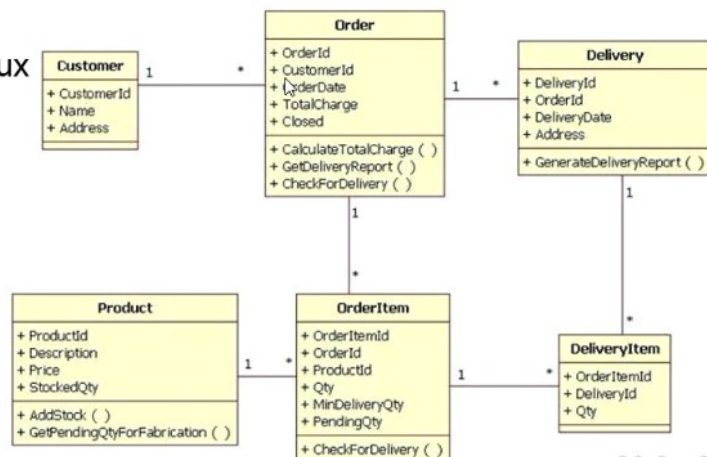 ux
Customer
+ CustomerId
+ Name
+ Address
1
*
Order
+ OrderId
+ CustomerId
+ OrderDate
+ TotalCharge
+ Closed
+ CalculateTotalCharge ( )
+ GetDeliveryReport ( )
+ CheckForDelivery ( )
1
*
Delivery
+ DeliveryId
+ OrderId
+ DeliveryDate
+ Address
+ GenerateDeliveryReport ( )
1
*
1
*
Product
+ ProductId
+ Description
+ Price
+ StockedQty
+ AddStock ( )
+ GetPendingQtyForFabrication ( )
1
*
OrderItem
+ OrderItemId
+ OrderId
+ ProductId
+ Qty
+ MinDeliveryQty
+ PendingQty
+ CheckForDelivery ( )
1
*
DeliveryItem
+ OrderItemId
+ DeliveryId
+ Qty